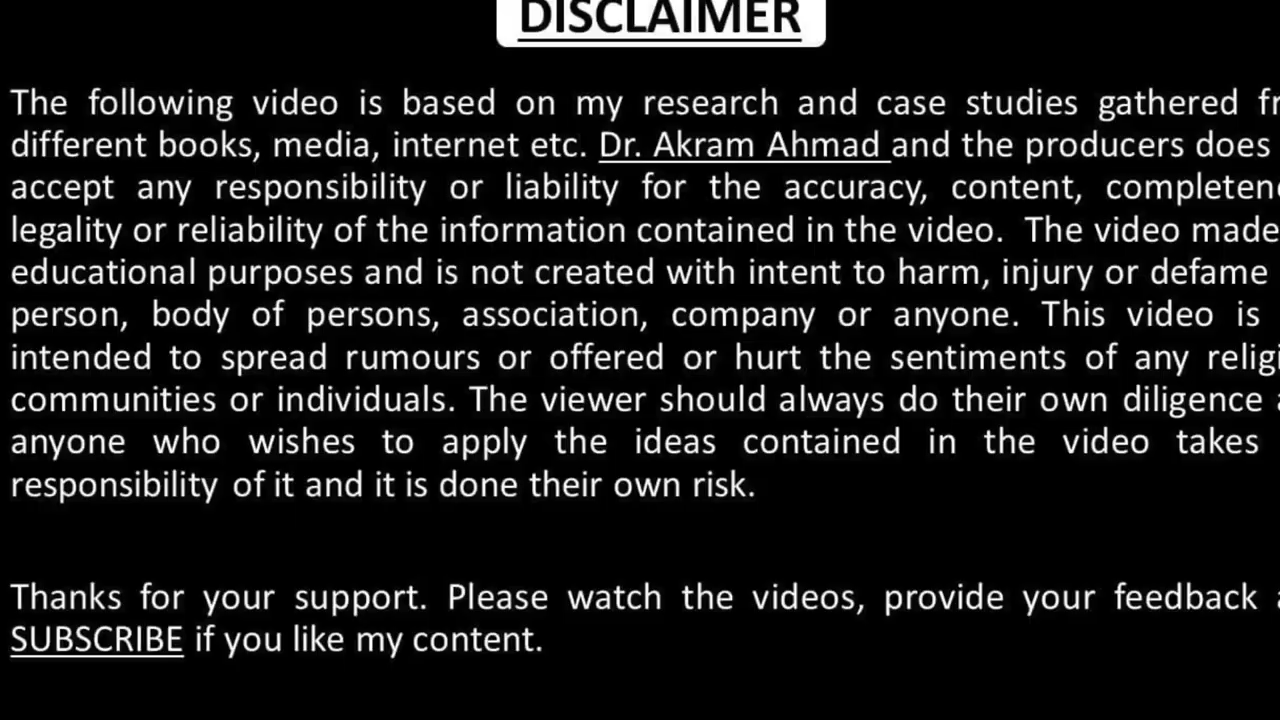 DISCLAIMER
The following video is based on my research and case studies gathered
different books, media, internet etc. Dr. Akram Ahmad and the producers does
accept any responsibility or liability for the accuracy, content,
legality or reliability of the information contained in the video. The video made
educational purposes and is not created with intent to harm, injury or defame
person, body of persons, association, company or anyone. This video is
intended to spread rumours or offered or hurt the sentiments of any
communities or individuals. The viewer should always do their own diligence
anyone who wishes to apply the ideas contained in the video takes
responsibility of it and it is done their own risk.
Thanks for your support. Please watch the videos, provide your feedback
SUBSCRIBE if you like my content.